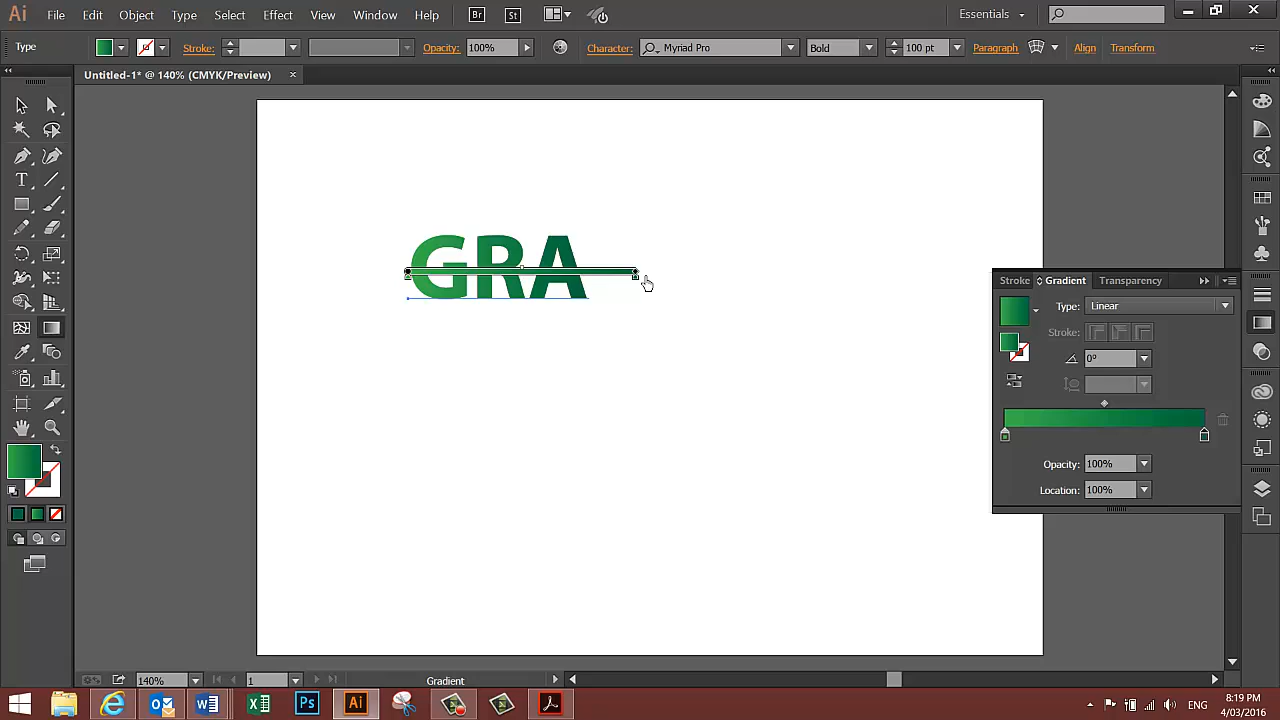 Ai File Edit Object Type Select Effect View Window Help Br St Essentials
Type Stroke: Opacity: 100% Character: Myriad Pro Bold 100 pt Paragraph Align Transform
Untitled-1* @ 140% (CMYK/Preview)
GRA
Stroke Gradient Transparency
Type: Linear
Stroke:
0°
Opacity: 100%
Location: 100%
140% 1 Gradient
Ps Ai ENG 8:19 PM
4/03/2016